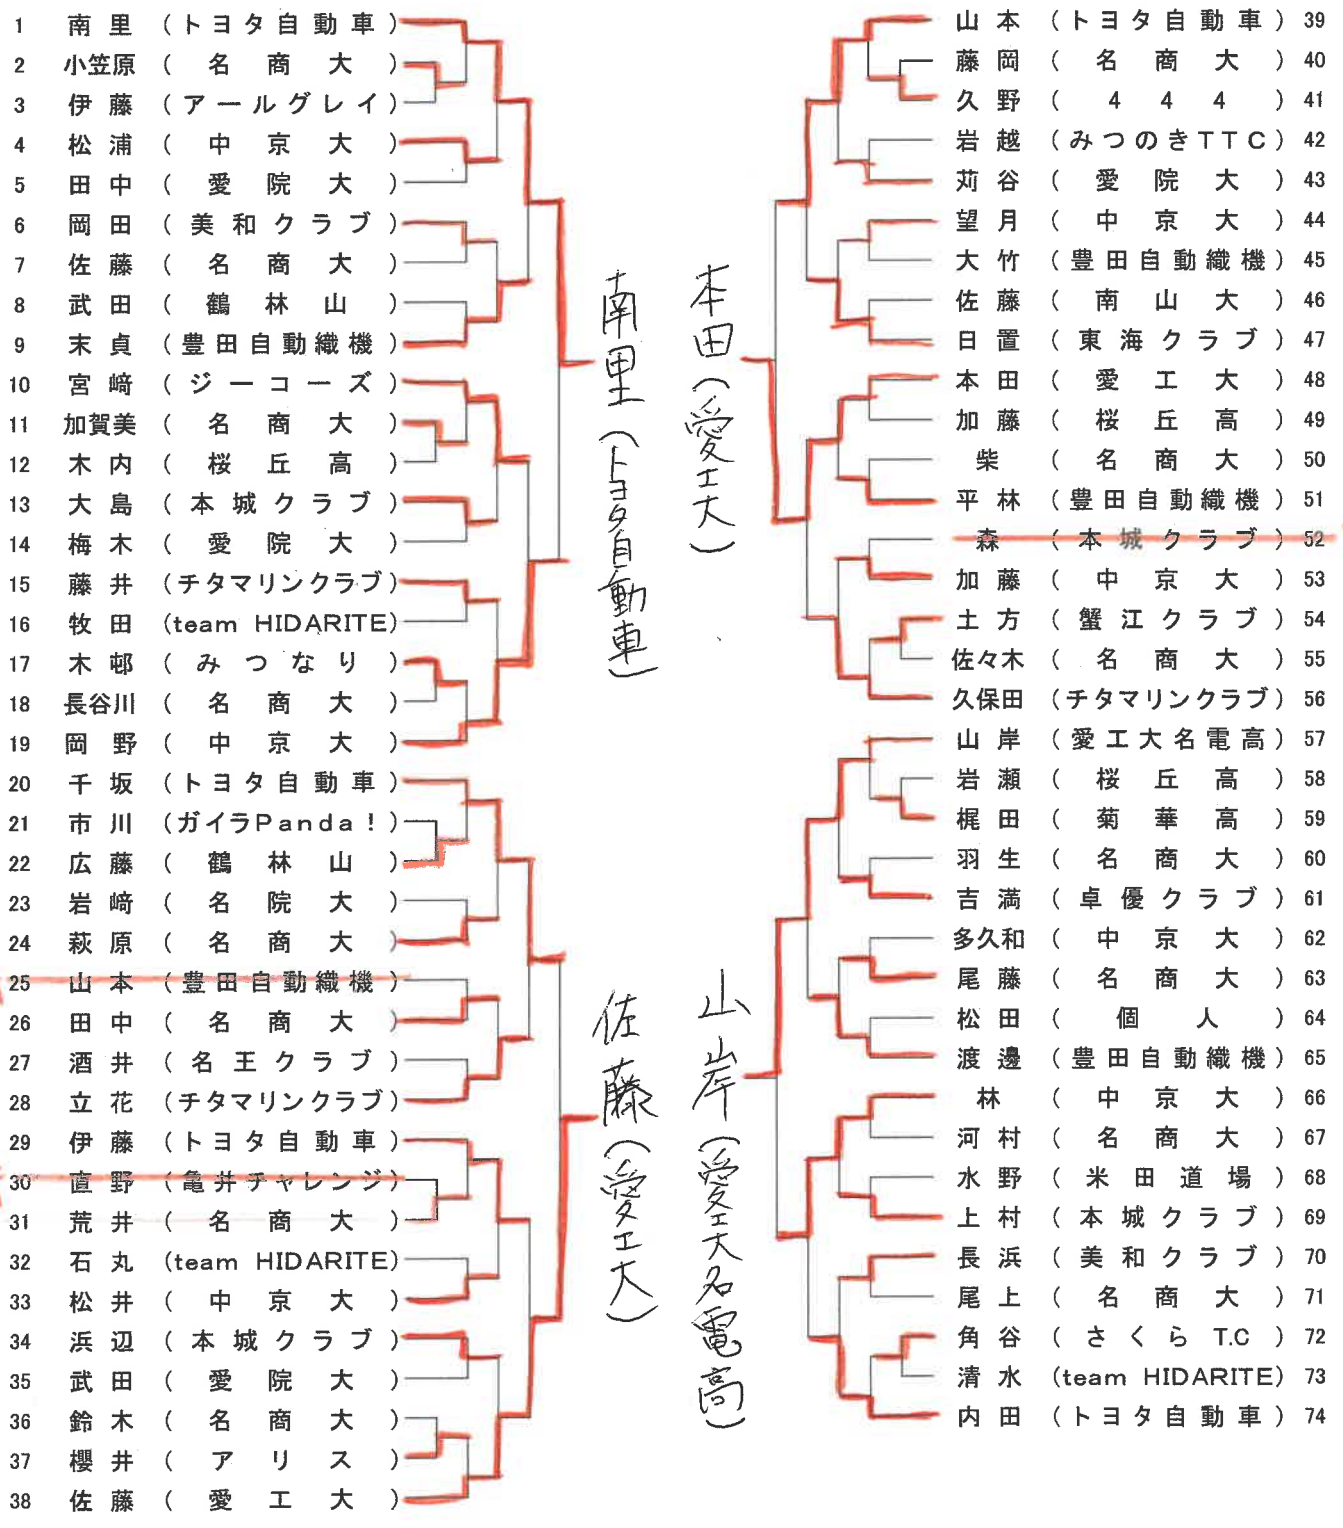 1 南里 (トヨタ自動車)
2 小笠原 (名商大)
3 伊藤 (アールグレイ)
4 松浦 (中京大)
5 田中 (愛院大)
6 岡田 (美和クラブ)
7 佐藤 (名商大)
8 武田 (鶴林山)
9 末貞 (豊田自動織機)
10 宮﨑 (ジーコーズ)
11 加賀美 (名商大)
12 木内 (桜丘高)
13 大島 (本城クラブ)
14 梅木 (愛院大)
15 藤井 (チタマリンクラブ)
16 牧田 (team HIDARITE)
17 木邨 (みつなり)
18 長谷川 (名商大)
19 岡野 (中京大)
20 千坂 (トヨタ自動車)
21 市川 (ガイラPanda!)
22 広藤 (鶴林山)
23 岩﨑 (名院大)
24 萩原 (名商大)
25 山本 (豊田自動織機)
26 田中 (名商大)
27 酒井 (名王クラブ)
28 立花 (チタマリンクラブ)
29 伊藤 (トヨタ自動車)
30 直野 (亀井チャレンジ)
31 荒井 (名商大)
32 石丸 (team HIDARITE)
33 松井 (中京大)
34 浜辺 (本城クラブ)
35 武田 (愛院大)
36 鈴木 (名商大)
37 櫻井 (アリス)
38 佐藤 (愛工大)
南里(トヨタ自動車)
佐藤(愛工大)
本田(愛工大)
山岸(愛工大名電高)
山本 (トヨタ自動車) 39
藤岡 (名商大) 40
久野 (444) 41
岩越 (みつのきTTC) 42
苅谷 (愛院大) 43
望月 (中京大) 44
大竹 (豊田自動織機) 45
佐藤 (南山大) 46
日置 (東海クラブ) 47
本田 (愛工大) 48
加藤 (桜丘高) 49
柴 (名商大) 50
平林 (豊田自動織機) 51
森 (本城クラブ) 52
加藤 (中京大) 53
土方 (蟹江クラブ) 54
佐々木 (名商大) 55
久保田 (チタマリンクラブ) 56
山岸 (愛工大名電高) 57
岩瀬 (桜丘高) 58
梶田 (菊華高) 59
羽生 (名商大) 60
吉満 (卓優クラブ) 61
多久和 (中京大) 62
尾藤 (名商大) 63
松田 (個人) 64
渡邊 (豊田自動織機) 65
林 (中京大) 66
河村 (名商大) 67
水野 (米田道場) 68
上村 (本城クラブ) 69
長浜 (美和クラブ) 70
尾上 (名商大) 71
角谷 (さくらT.C) 72
清水 (team HIDARITE) 73
内田 (トヨタ自動車) 74